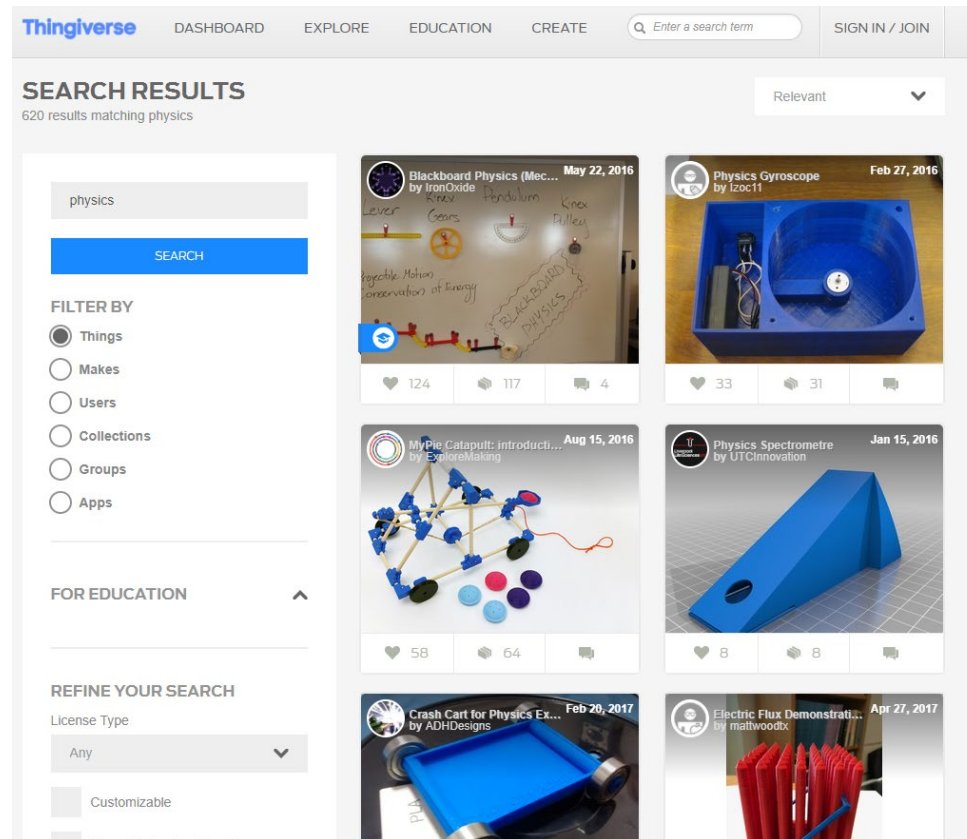 Thingiverse DASHBOARD EXPLORE EDUCATION CREATE Enter a search term SIGN IN / JOIN
SEARCH RESULTS
620 results matching physics
Relevant
physics
SEARCH
FILTER BY
Things
Makes
Users
Collections
Groups
Apps
FOR EDUCATION
REFINE YOUR SEARCH
License Type
Any
Customizable
Blackboard Physics (Mec... May 22, 2016
by IronOxide
Lever Knex Pendulum Knex
Gears Pulley
Projectile Motion
Conservation of Energy
BLACKBOARD
PHYSICS
124 117 4
Physics Gyroscope Feb 27, 2016
by Izoc11
33 31
MyPie Catapult: introducti... Aug 15, 2016
by ExploreMaking
58 64
Physics Spectrometre Jan 15, 2016
by UTCInnovation
8 8
Crash Cart for Physics Ex... Feb 20, 2017
by ADHDesigns
Electric Flux Demonstrati... Apr 27, 2017
by mattwoodtx